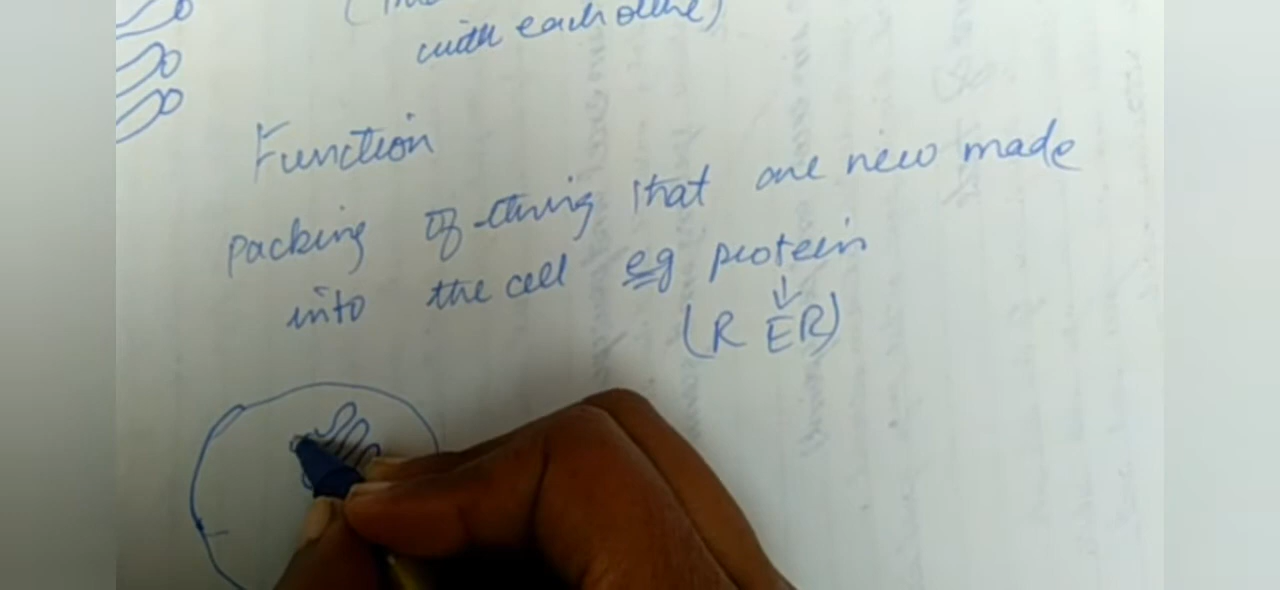 with each other)
Function
packing of thing that are new made
into the cell eg protein
(R ER)